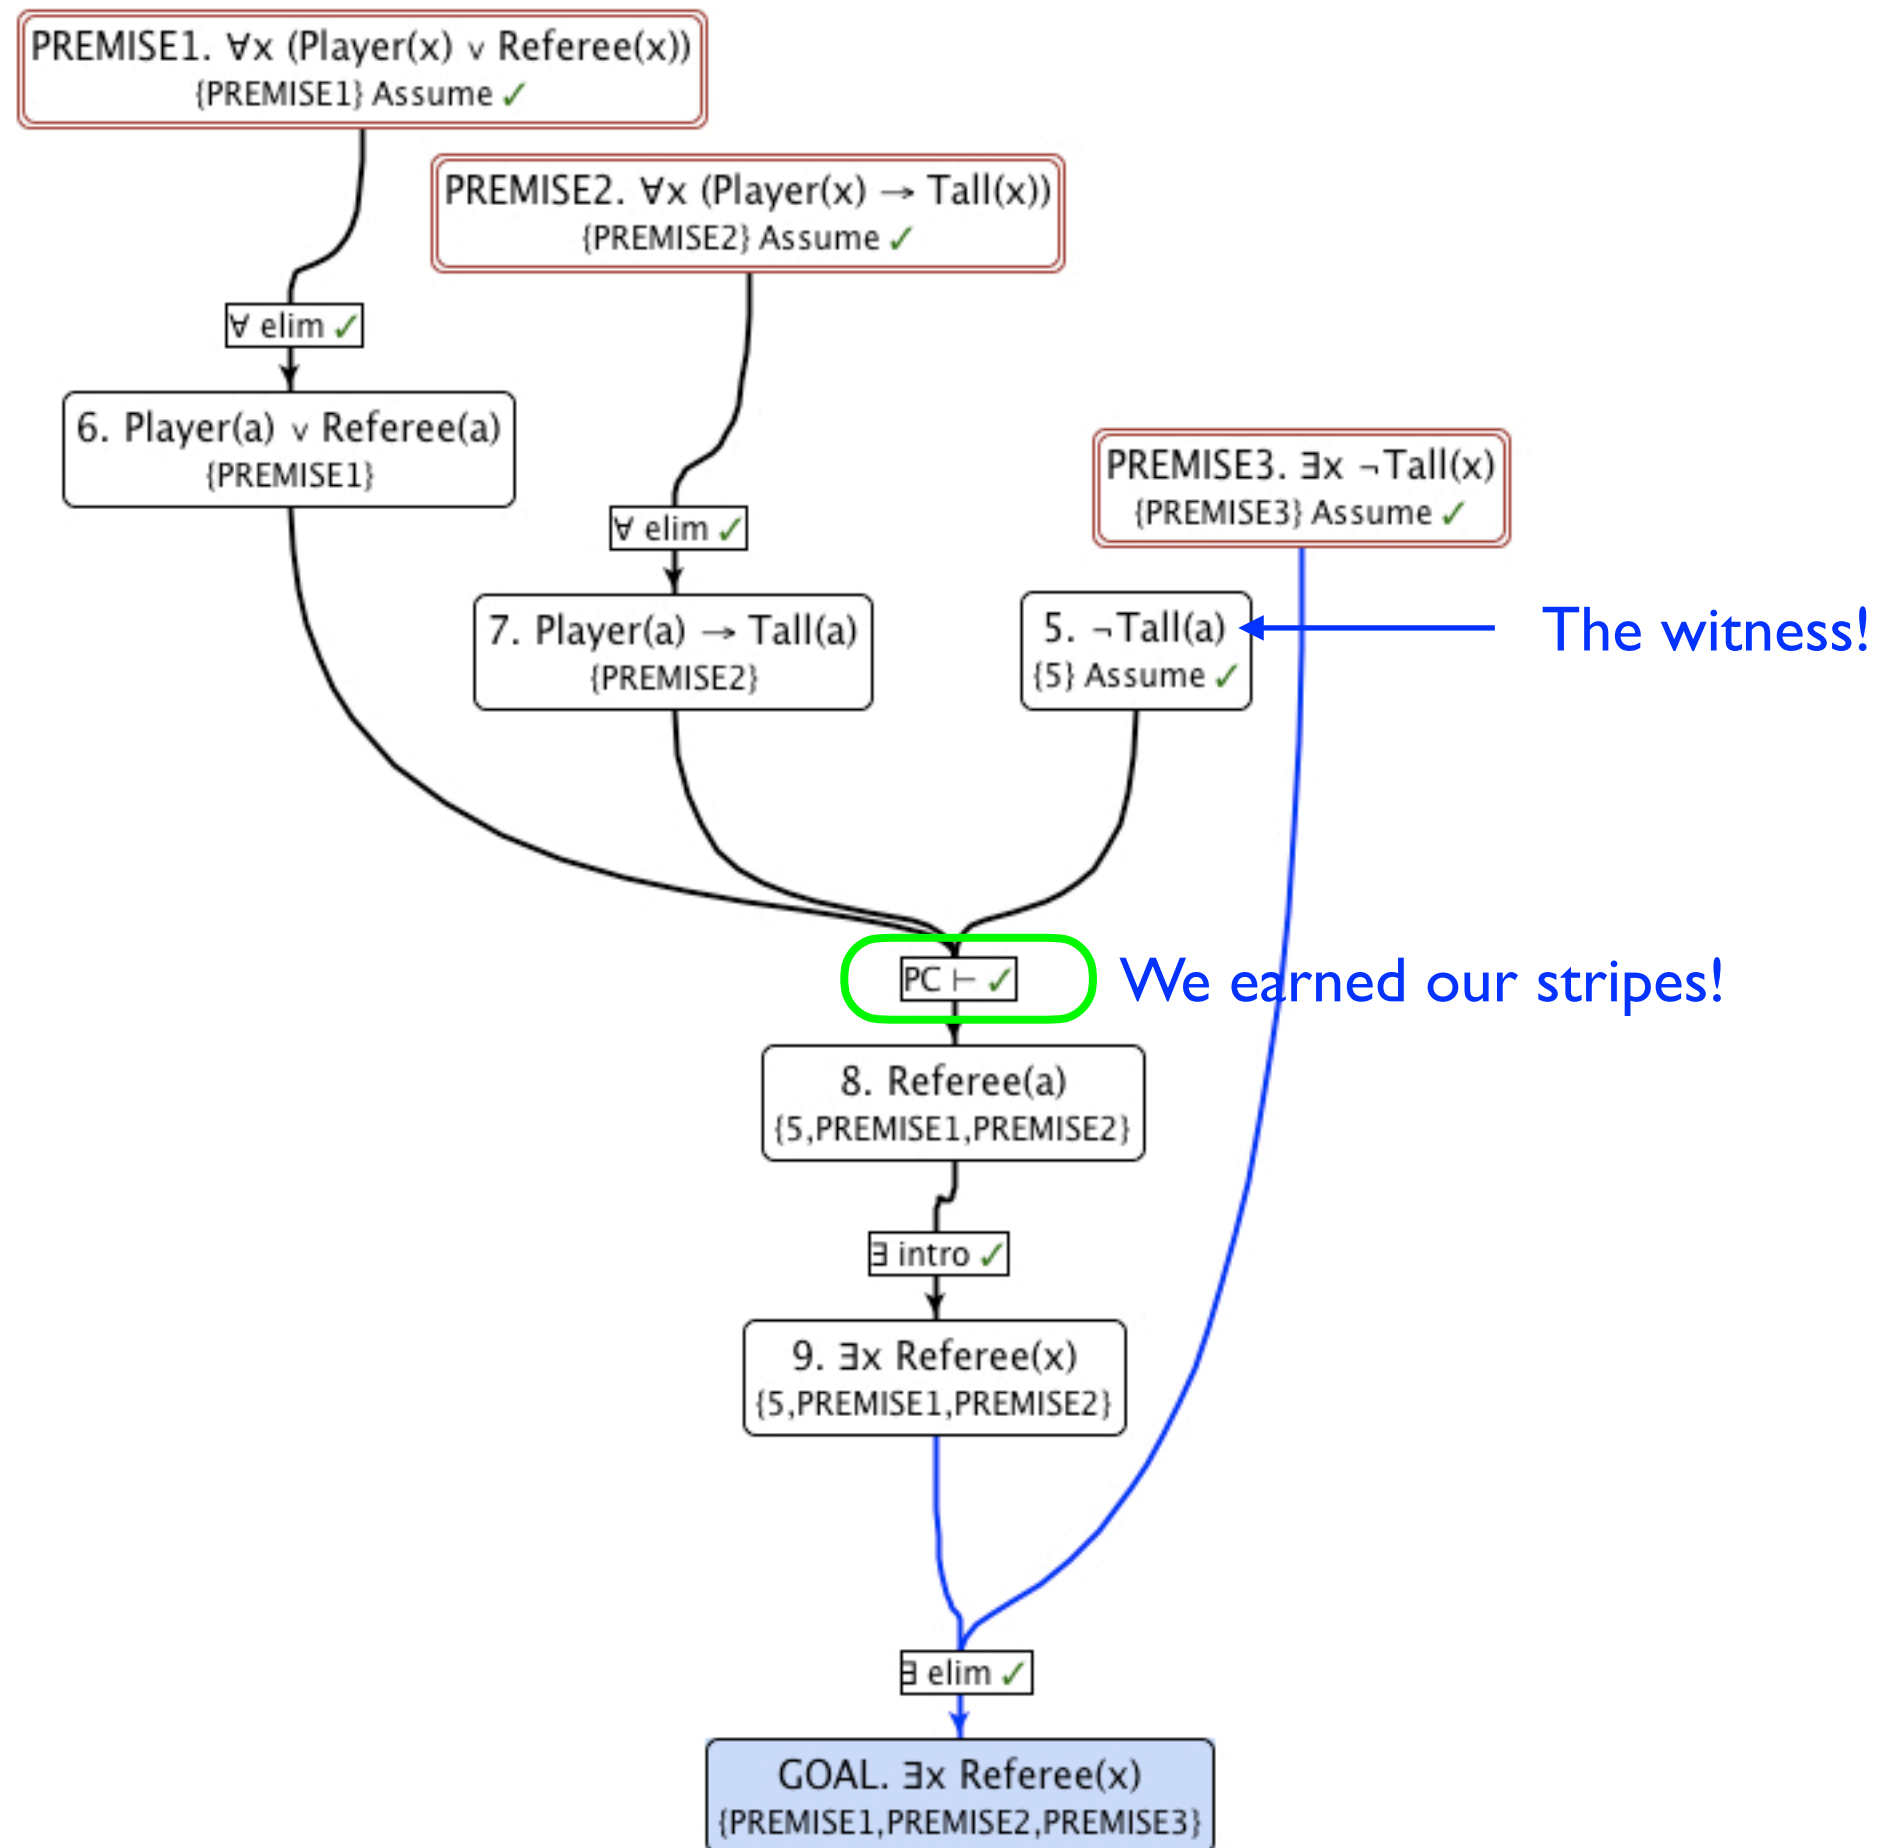 PREMISE1. ∀x (Player(x) ∨ Referee(x))
{PREMISE1} Assume ✓
PREMISE2. ∀x (Player(x) → Tall(x))
{PREMISE2} Assume ✓
∀ elim ✓
6. Player(a) ∨ Referee(a)
{PREMISE1}
PREMISE3. ∃x ¬Tall(x)
{PREMISE3} Assume ✓
∀ elim ✓
7. Player(a) → Tall(a)
{PREMISE2}
5. ¬Tall(a)
{5} Assume ✓
The witness!
PC ⊢ ✓
We earned our stripes!
8. Referee(a)
{5,PREMISE1,PREMISE2}
∃ intro ✓
9. ∃x Referee(x)
{5,PREMISE1,PREMISE2}
∃ elim ✓
GOAL. ∃x Referee(x)
{PREMISE1,PREMISE2,PREMISE3}